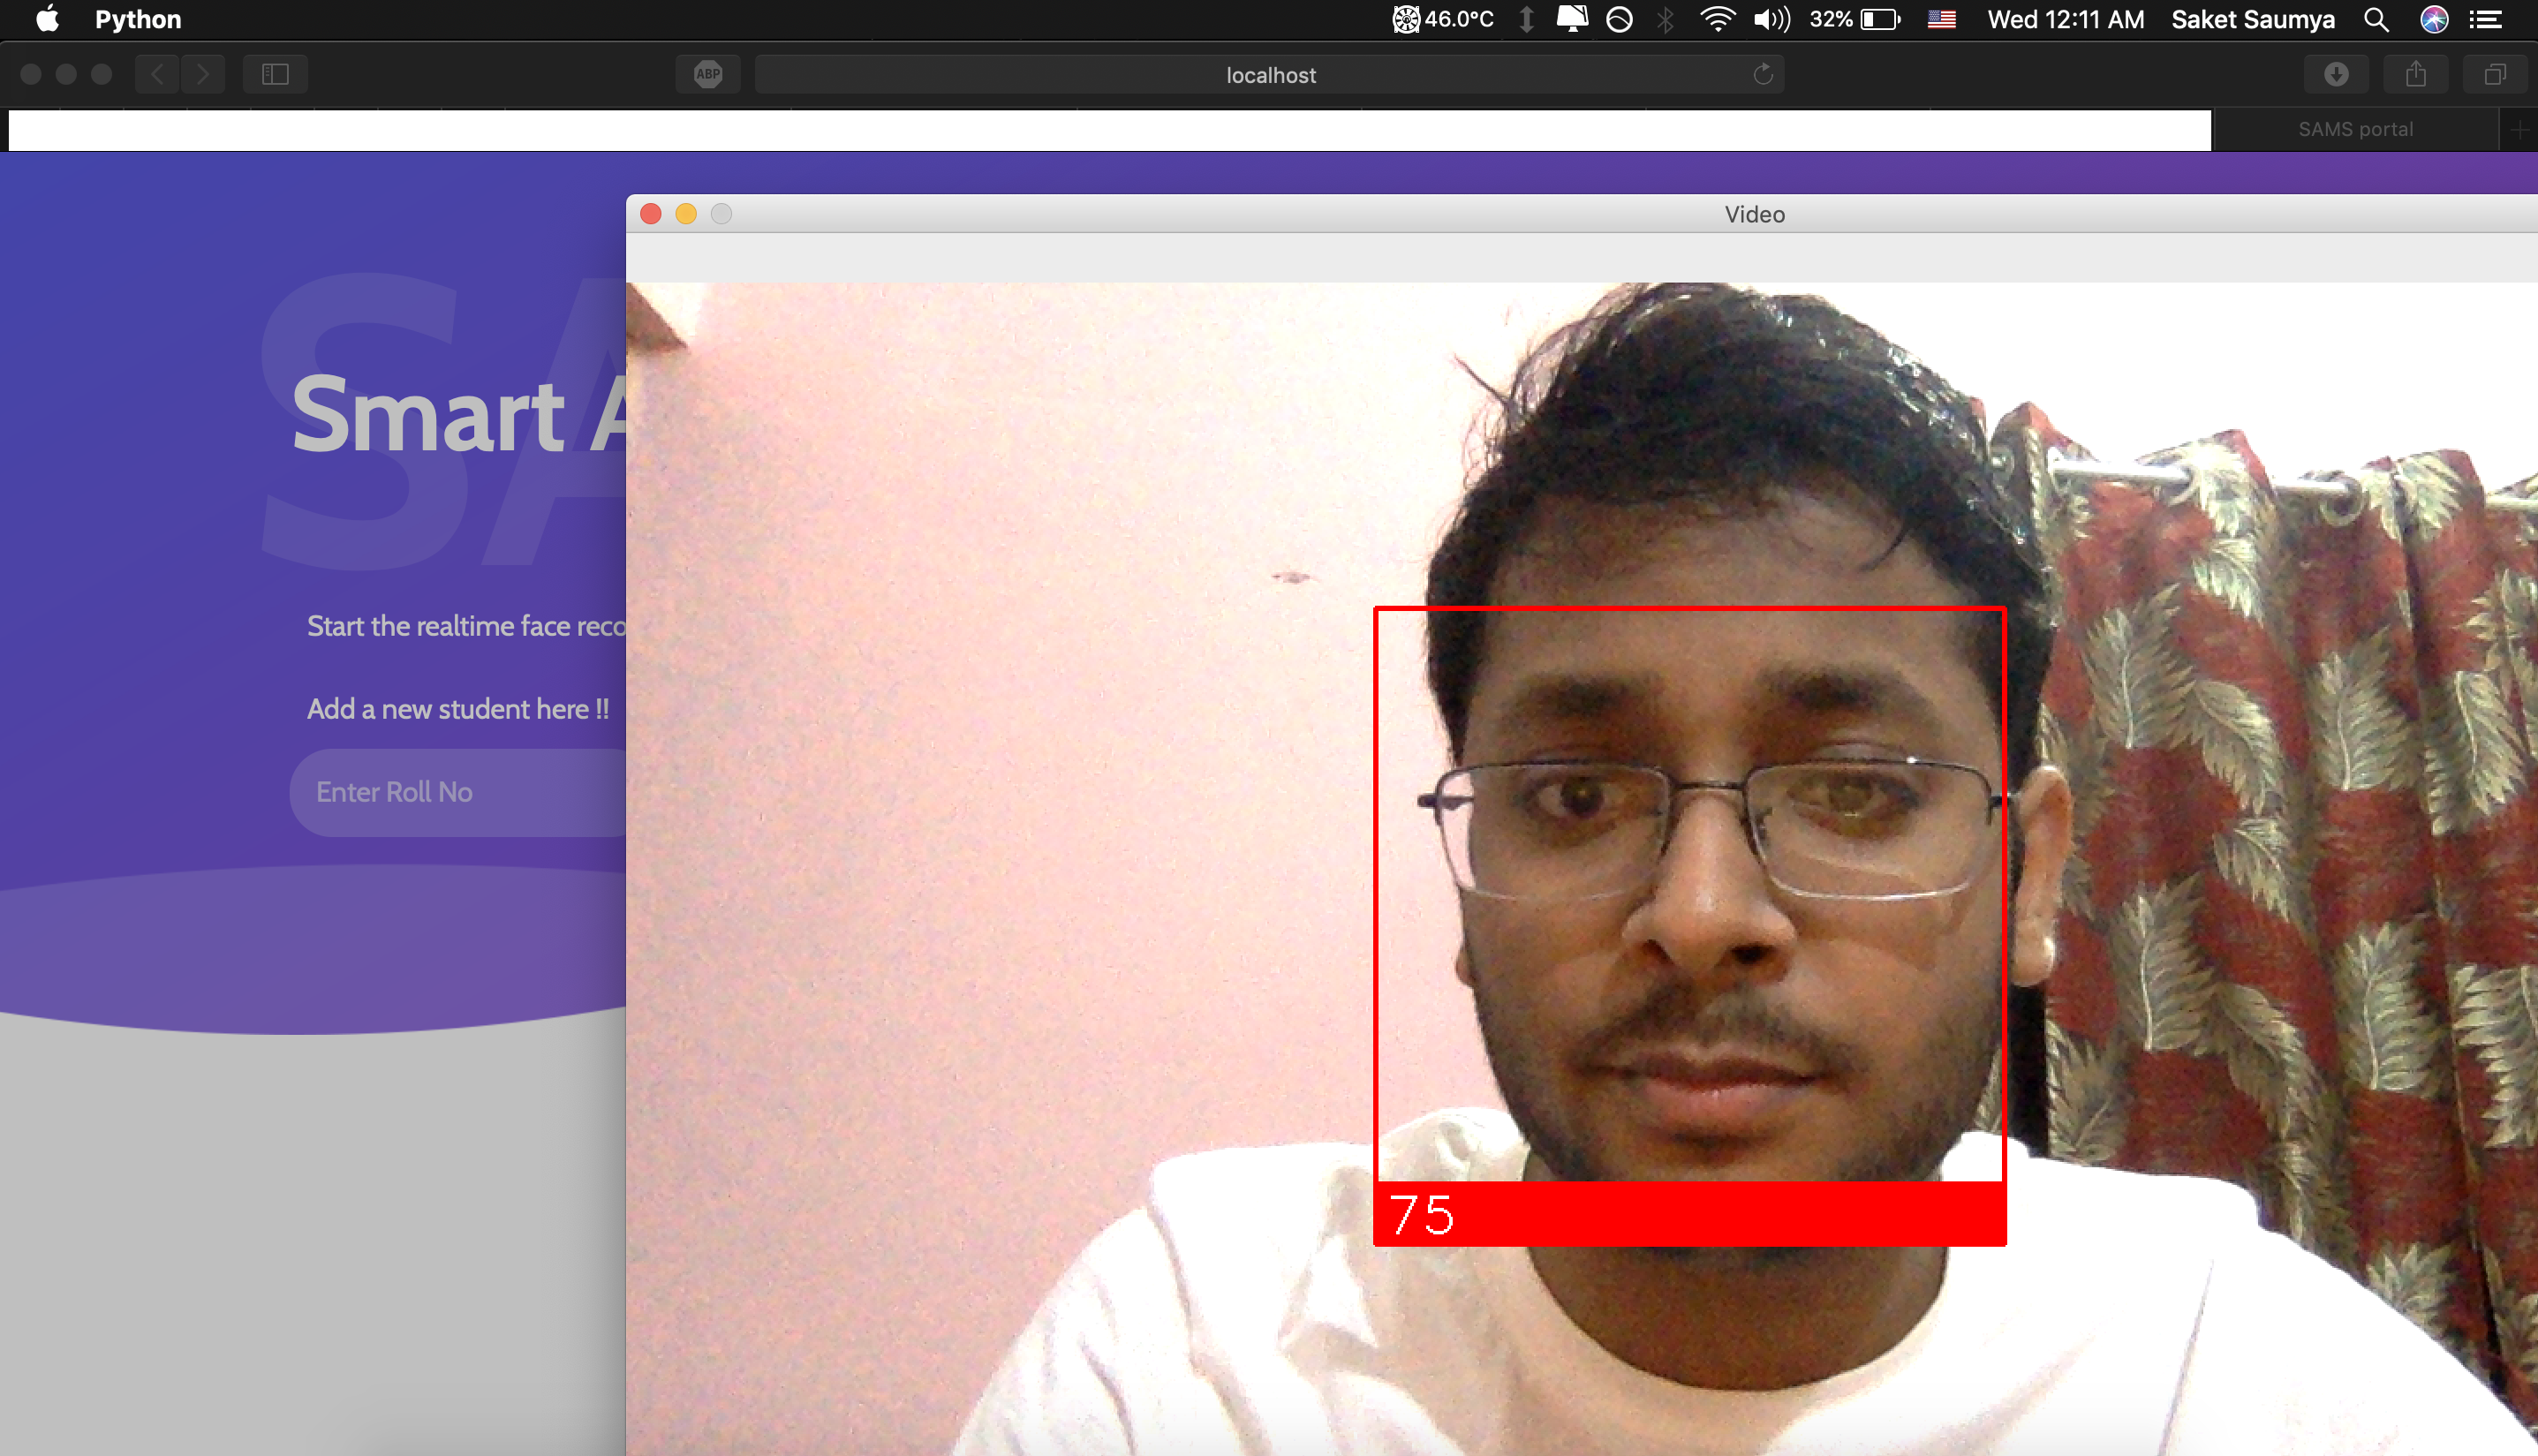 Python 46.0°C 32% Wed 12:11 AM Saket Saumya
ABP localhost
SAMS portal
Video
SA
Smart A
Start the realtime face reco
Add a new student here !!
Enter Roll No
75